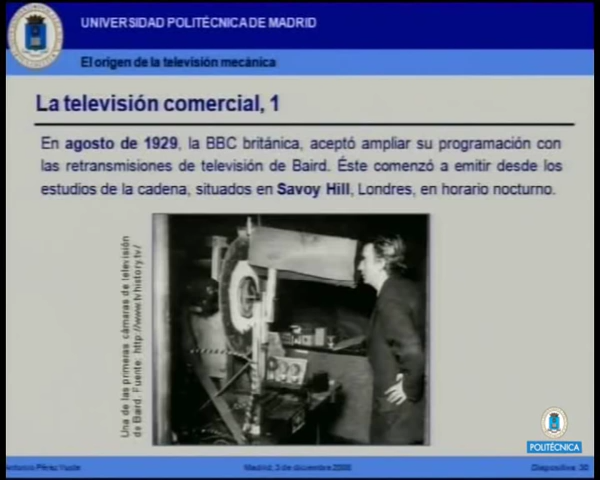 UNIVERSIDAD POLITÉCNICA DE MADRID
El origen de la televisión mecánica
La televisión comercial, 1
En agosto de 1929, la BBC británica, aceptó ampliar su programación con
las retransmisiones de televisión de Baird. Éste comenzó a emitir desde los
estudios de la cadena, situados en Savoy Hill, Londres, en horario nocturno.
Una de las primeras cámaras de televisión
de Baird. Fuente: http://www.tvhistory.tv/
POLITÉCNICA
Antonio Pérez Yuste
Madrid, 3 de diciembre 2008
Diapositiva 30